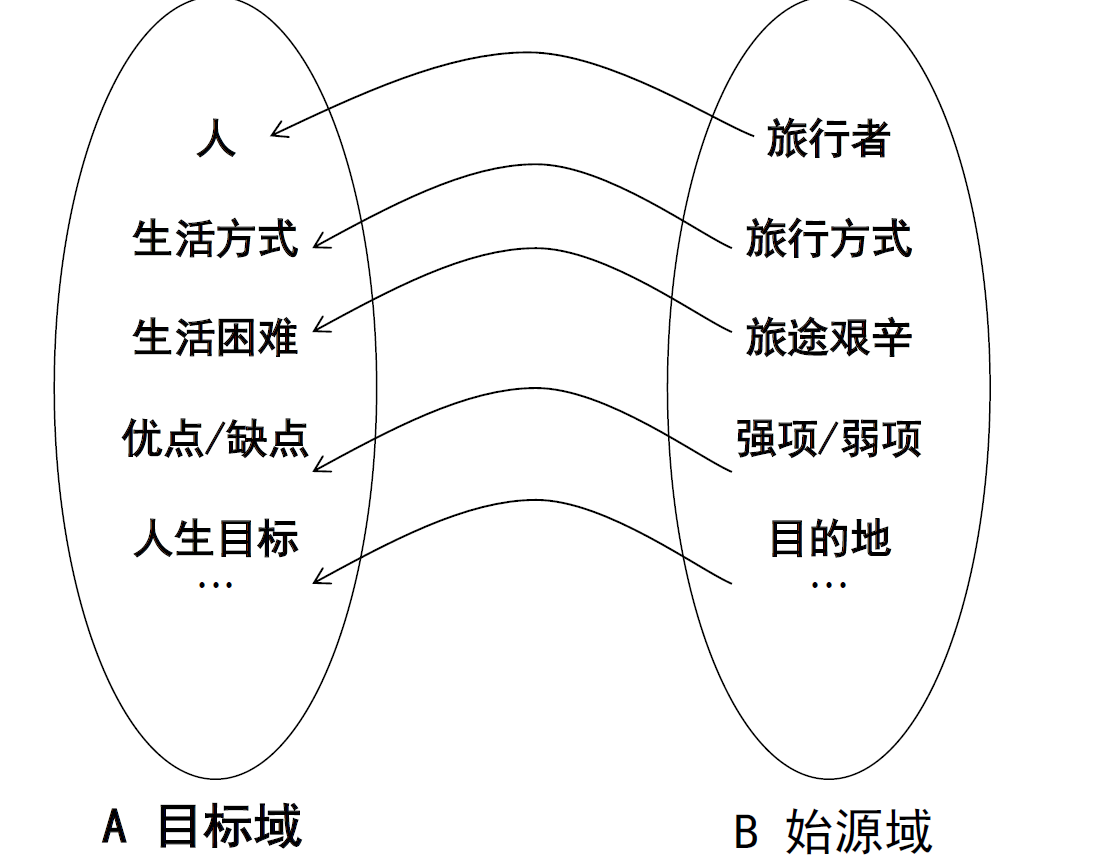 人 旅行者
生活方式 旅行方式
生活困难 旅途艰辛
优点/缺点 强项/弱项
人生目标 目的地
… …
A 目标域 B 始源域